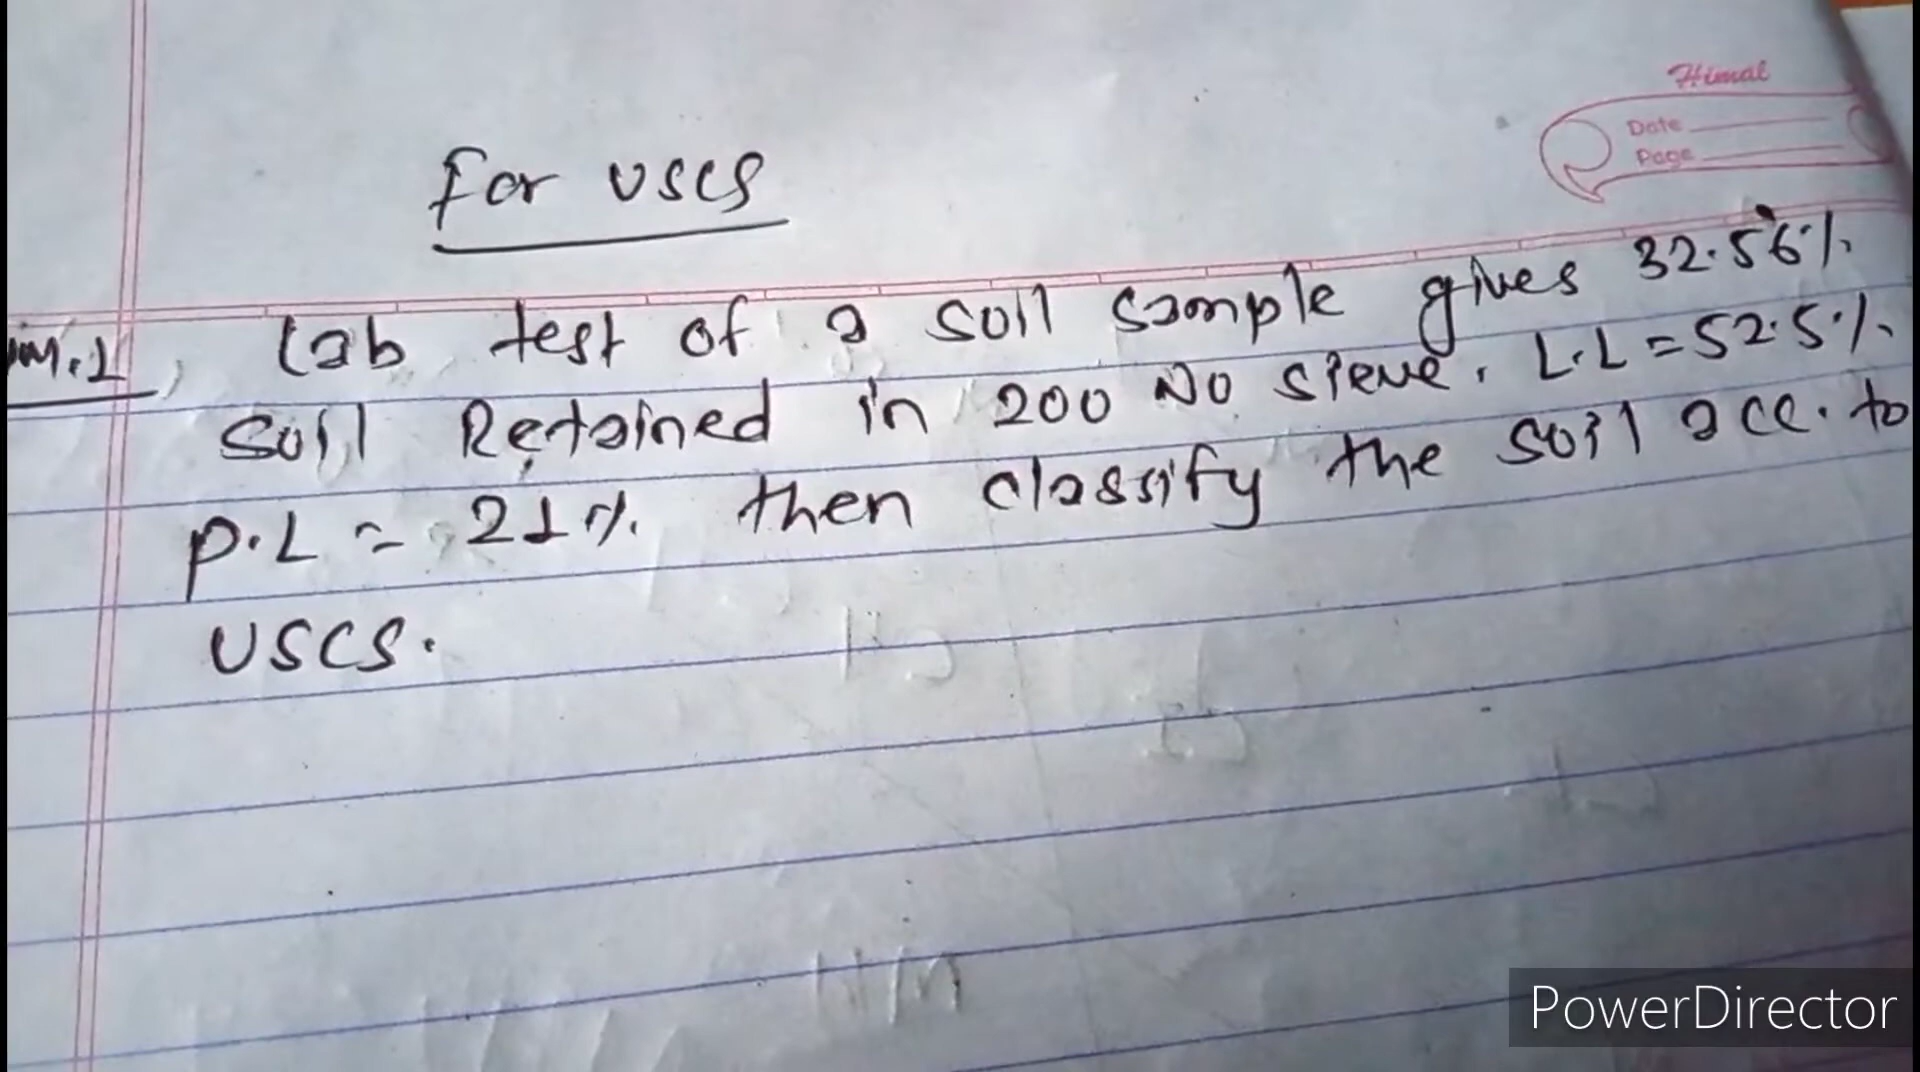 Himal
Date
Page
for USCS
Lab test of a soil sample gives 32.56%
soil Retained in 200 No sieve. L.L = 52.5%
P.L = 21% then classify the soil acc. to
USCS.
PowerDirector